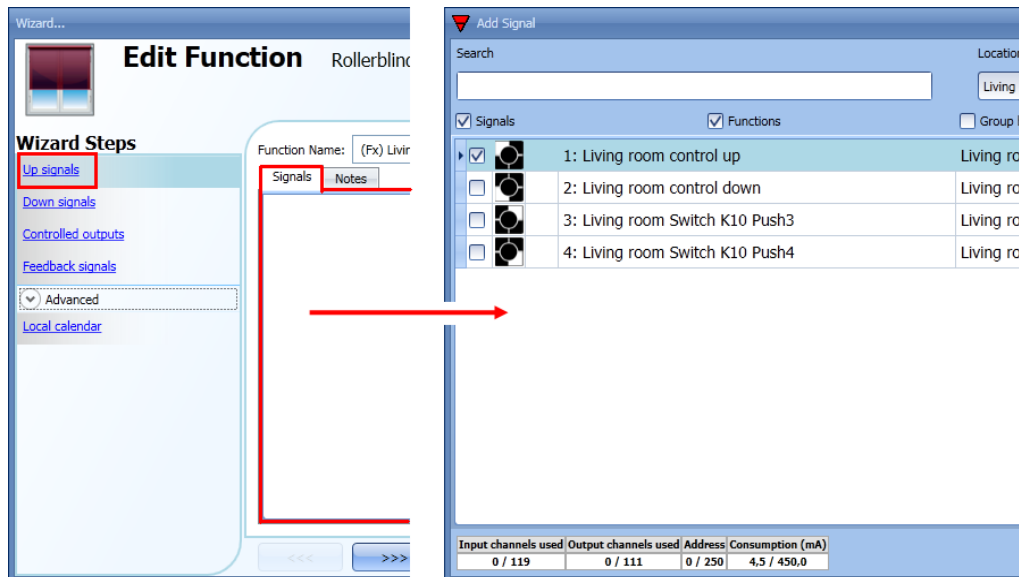 Wizard...
Edit Function Rollerblind
Wizard Steps
Up signals
Down signals
Controlled outputs
Feedback signals
Advanced
Local calendar
Function Name: (Fx) Livir
Signals Notes
<<< >>>
Add Signal
Search Location
Living
Signals Functions Group
1: Living room control up Living ro
2: Living room control down Living ro
3: Living room Switch K10 Push3 Living ro
4: Living room Switch K10 Push4 Living ro
Input channels used Output channels used Address Consumption (mA)
0 / 119 0 / 111 0 / 250 4,5 / 450,0